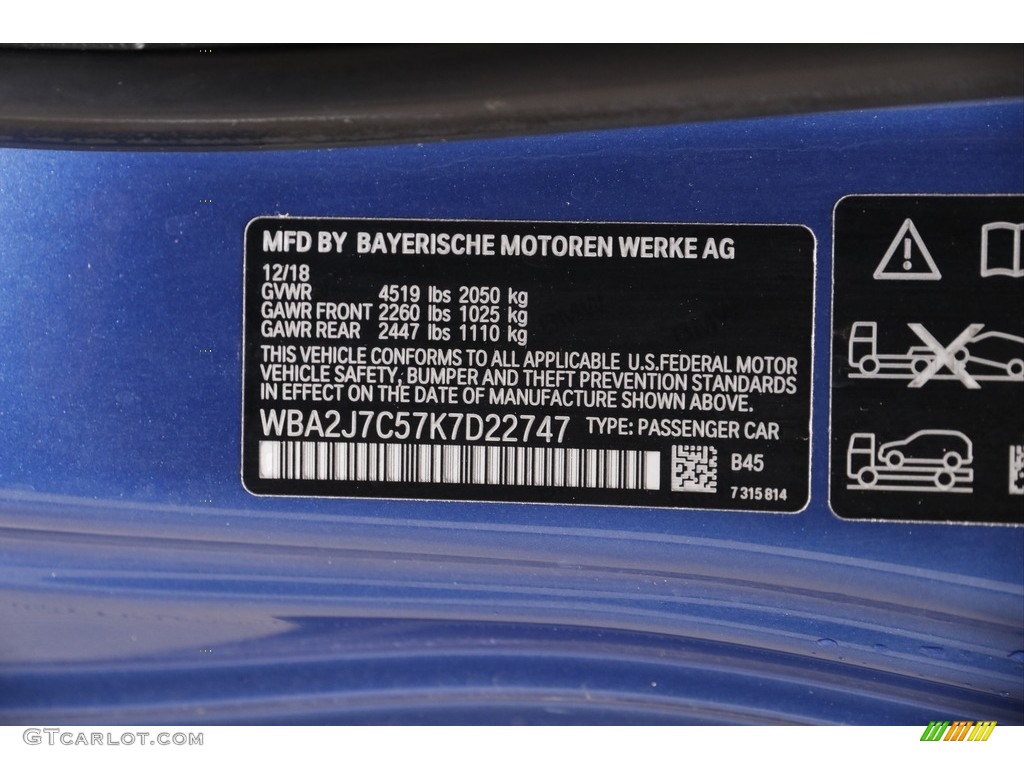 MFD BY BAYERISCHE MOTOREN WERKE AG
12/18
GVWR 4519 lbs 2050 kg
GAWR FRONT 2260 lbs 1025 kg
GAWR REAR 2447 lbs 1110 kg
THIS VEHICLE CONFORMS TO ALL APPLICABLE U.S.FEDERAL MOTOR
VEHICLE SAFETY, BUMPER AND THEFT PREVENTION STANDARDS
IN EFFECT ON THE DATE OF MANUFACTURE SHOWN ABOVE.
WBA2J7C57K7D22747 TYPE: PASSENGER CAR
B45
7 315 814
GTcarlot.com